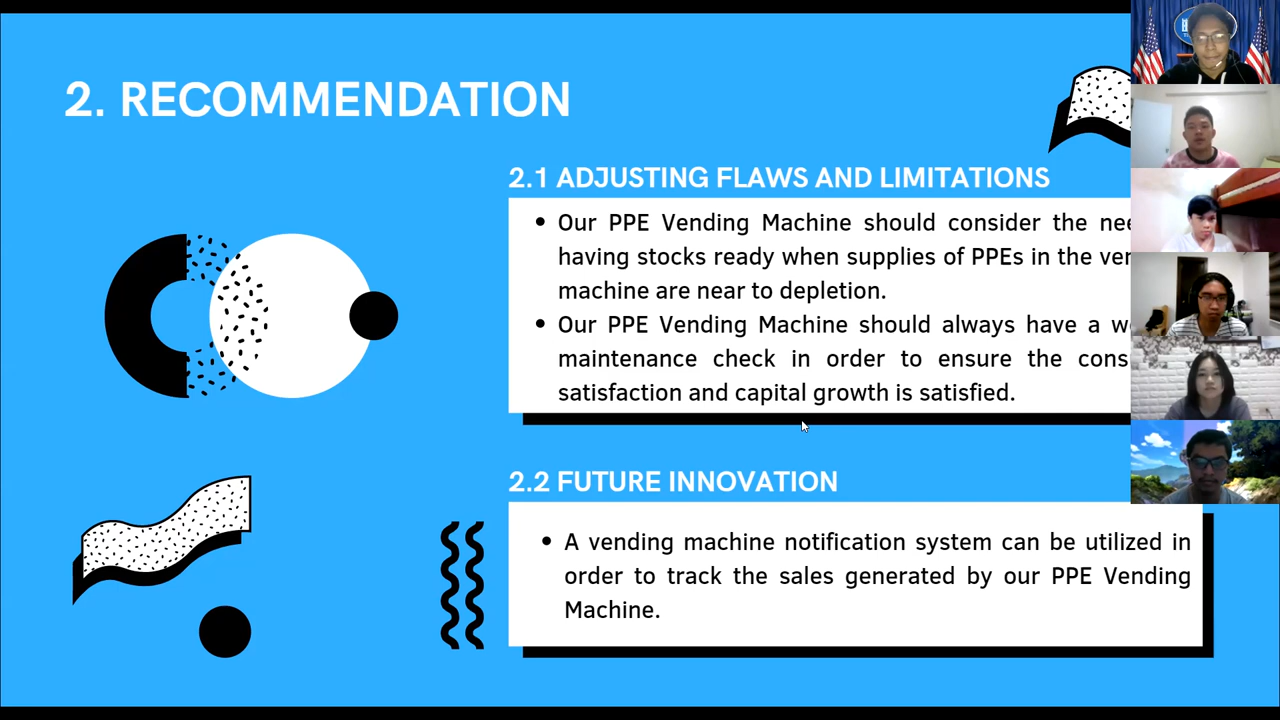 2. RECOMMENDATION
2.1 ADJUSTING FLAWS AND LIMITATIONS
• Our PPE Vending Machine should consider the
having stocks ready when supplies of PPEs in the
machine are near to depletion.
• Our PPE Vending Machine should always have a
maintenance check in order to ensure the
satisfaction and capital growth is satisfied.
2.2 FUTURE INNOVATION
• A vending machine notification system can be utilized in
order to track the sales generated by our PPE Vending
Machine.